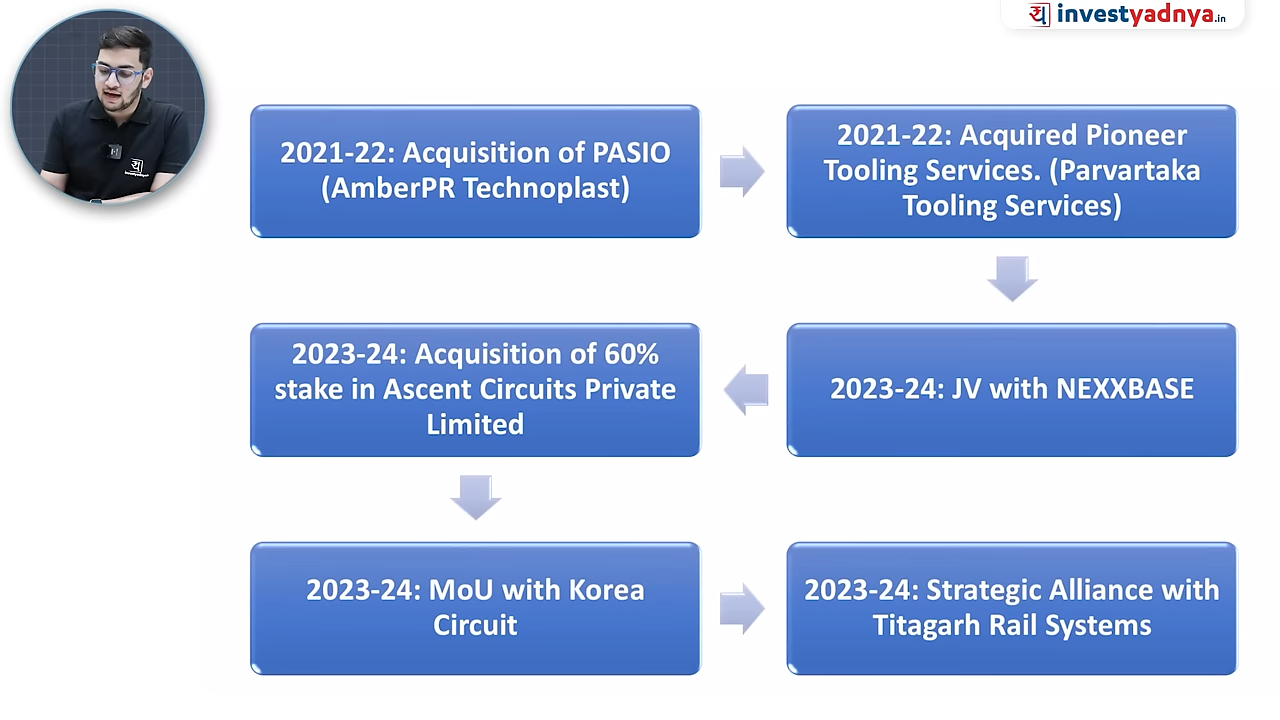 investyadnya.in
2021-22: Acquisition of PASIO
(AmberPR Technoplast)
2021-22: Acquired Pioneer
Tooling Services. (Parvartaka
Tooling Services)
2023-24: JV with NEXXBASE
2023-24: Acquisition of 60%
stake in Ascent Circuits Private
Limited
2023-24: MoU with Korea
Circuit
2023-24: Strategic Alliance with
Titagarh Rail Systems